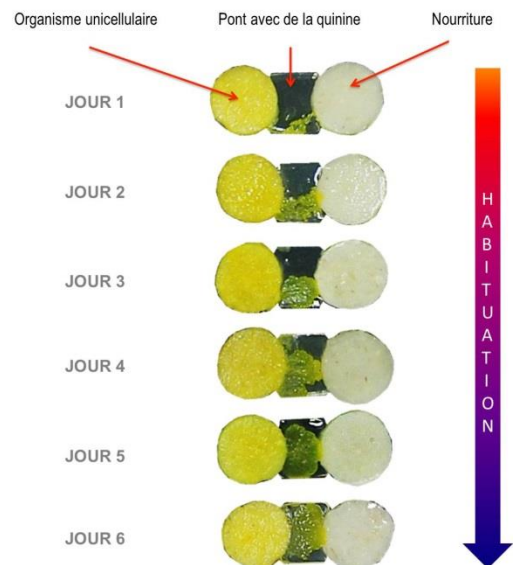 Organisme unicellulaire Pont avec de la quinine Nourriture
JOUR 1
JOUR 2
JOUR 3
JOUR 4
JOUR 5
JOUR 6
HABITUATION